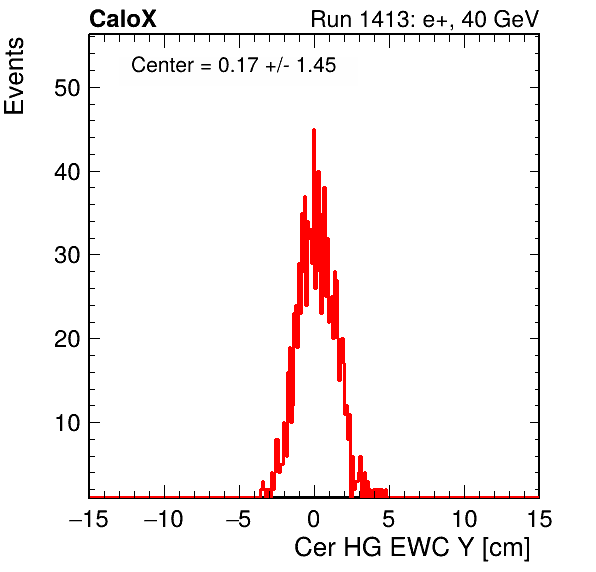 CaloX Run 1413: e+, 40 GeV
Events
Center = 0.17 +/- 1.45
50
40
30
20
10
−15 −10 −5 0 5 10 15
Cer HG EWC Y [cm]